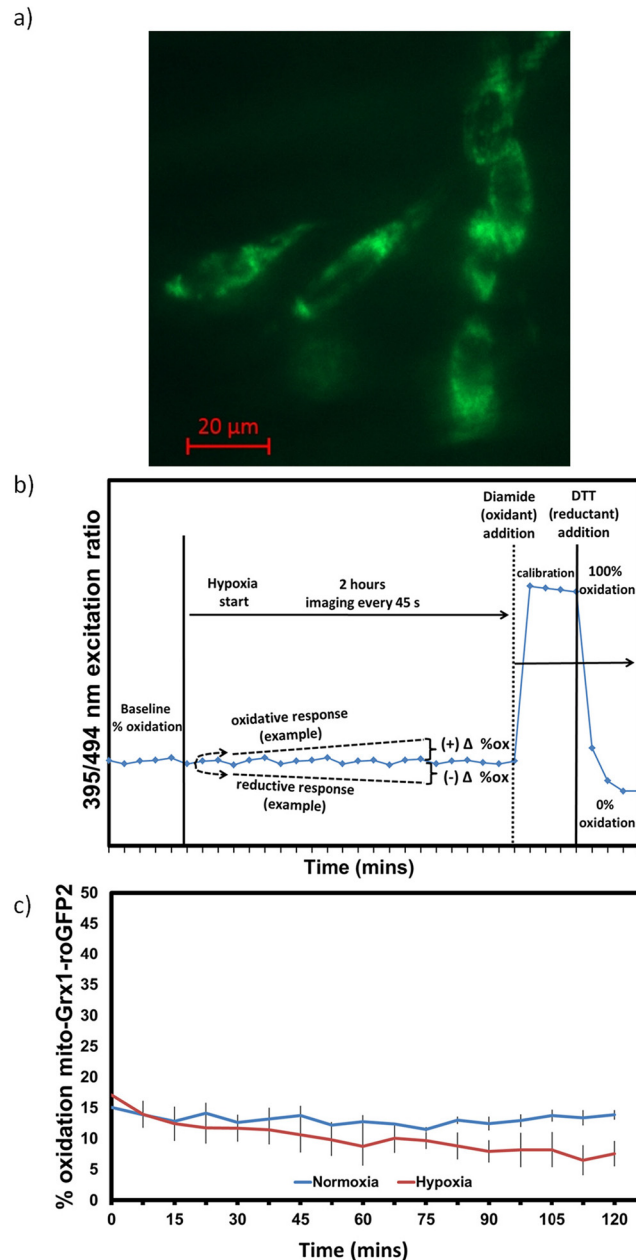 a)
20 µm
b)
395/494 nm excitation ratio
Diamide
(oxidant)
addition
DTT
(reductant)
addition
Hypoxia
start
2 hours
imaging every 45 s
calibration
100%
oxidation
Baseline
% oxidation
oxidative response
(example)
(+) Δ %ox
(-) Δ %ox
reductive response
(example)
0%
oxidation
Time (mins)
c)
% oxidation mito-Grx1-roGFP2
50
45
40
35
30
25
20
15
10
5
0
Normoxia
Hypoxia
0 15 30 45 60 75 90 105 120
Time (mins)